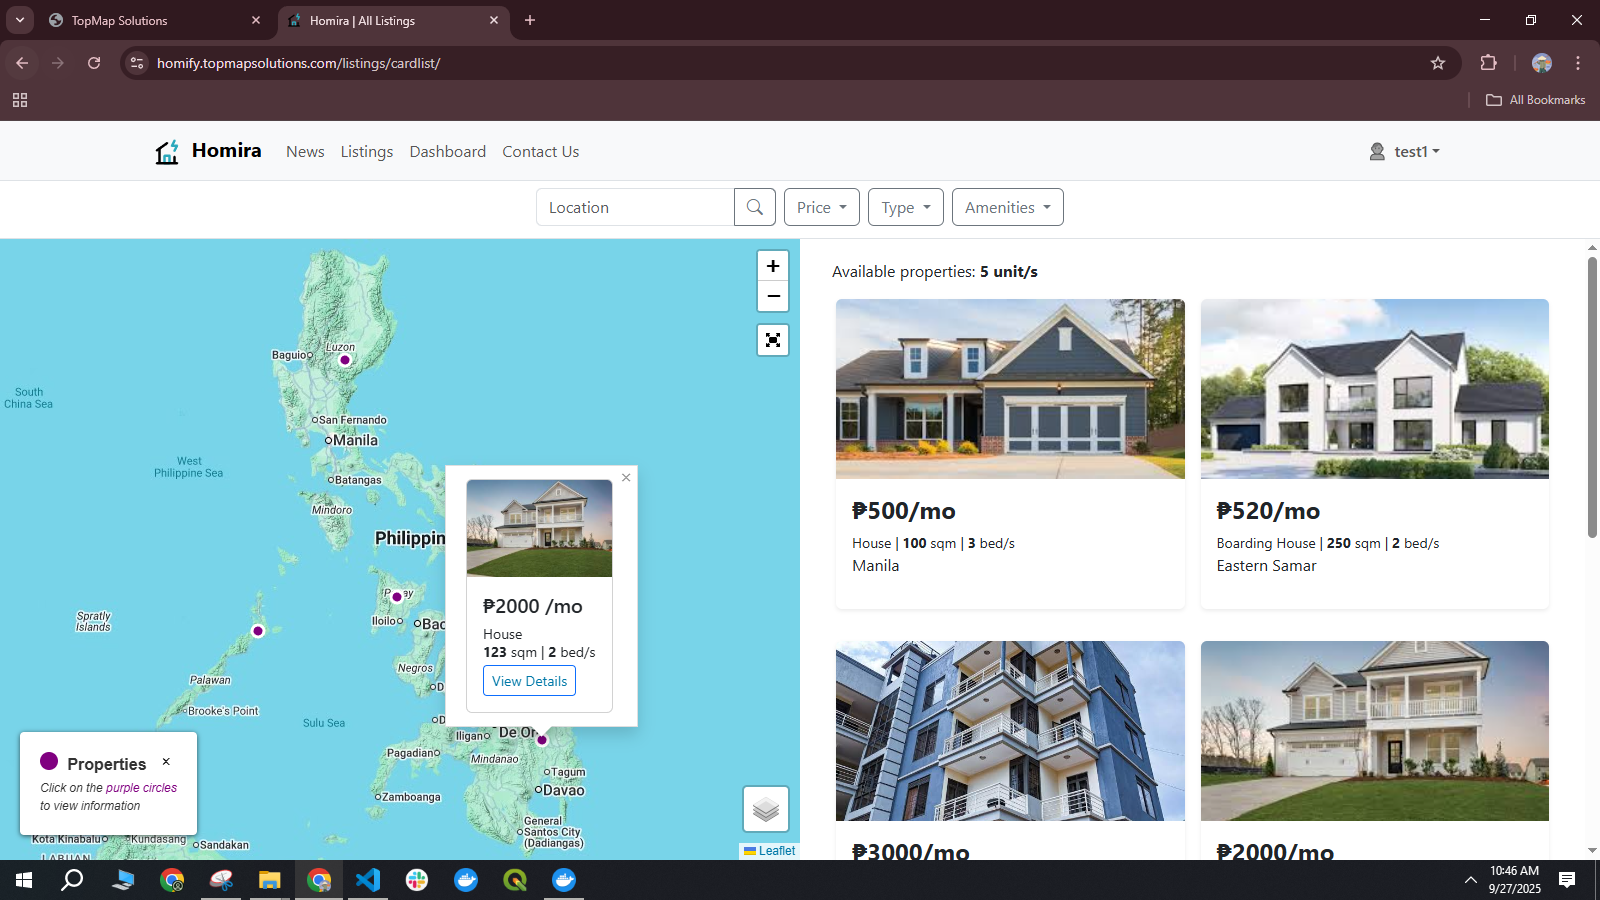 TopMap Solutions
Homira | All Listings
homify.topmapsolutions.com/listings/cardlist/
All Bookmarks
Homira
News
Listings
Dashboard
Contact Us
test1
Location
Price
Type
Amenities
+
−
Luzon
Baguio
South
China Sea
San Fernando
Manila
West
Philippine Sea
Batangas
Mindoro
Philippin
Iloilo
Bac
Spratly
Islands
Negros
Palawan
Brooke's Point
Sulu Sea
Iligan
De Or
Pagadian
Mindanao
Tagum
Davao
Zamboanga
General
Santos City
(Dadiangas)
Kota Kinabalu
Kundasang
Sandakan
LABUAN
₱2000 /mo
House
123 sqm | 2 bed/s
View Details
Properties
Click on the purple circles
to view information
Leaflet
Available properties: 5 unit/s
₱500/mo
House | 100 sqm | 3 bed/s
Manila
₱520/mo
Boarding House | 250 sqm | 2 bed/s
Eastern Samar
₱3000/mo
₱2000/mo
10:46 AM
9/27/2025